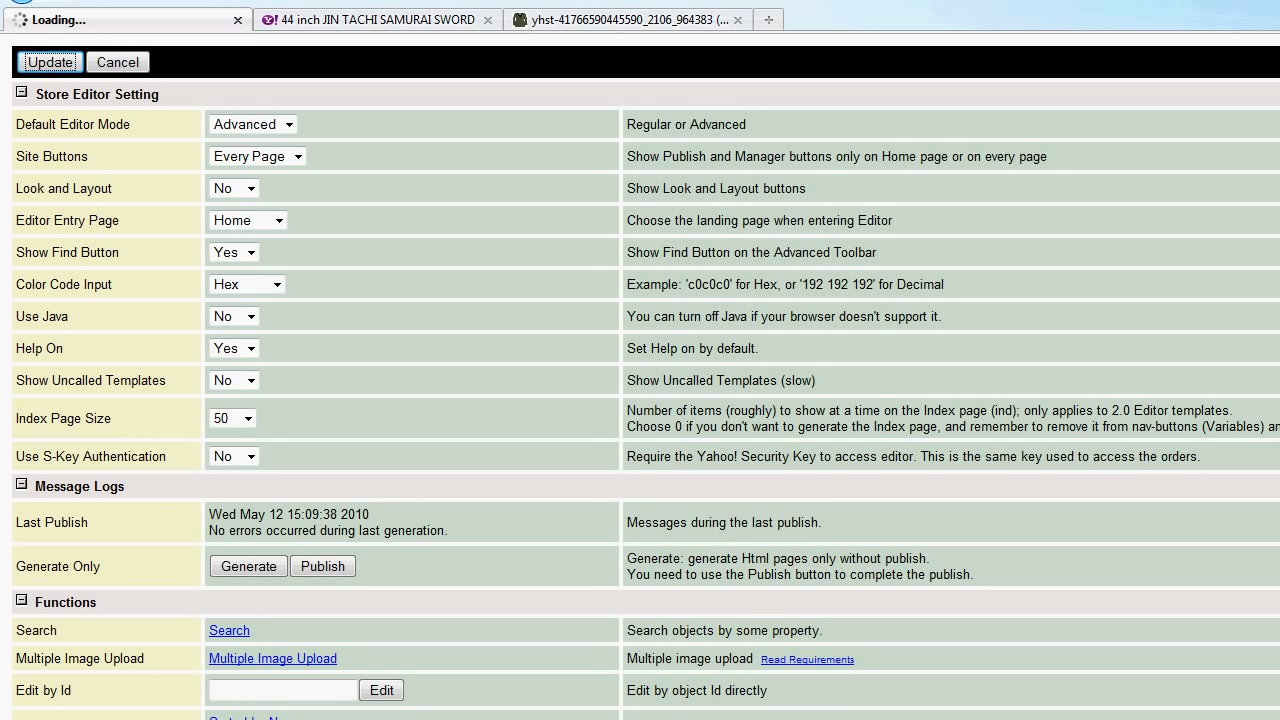 Loading...
44 inch JIN TACHI SAMURAI SWORD
yhst-41766590445590_2106_964383 (...
Update Cancel
Store Editor Setting
Default Editor Mode Advanced Regular or Advanced
Site Buttons Every Page Show Publish and Manager buttons only on Home page or on every page
Look and Layout No Show Look and Layout buttons
Editor Entry Page Home Choose the landing page when entering Editor
Show Find Button Yes Show Find Button on the Advanced Toolbar
Color Code Input Hex Example: 'c0c0c0' for Hex, or '192 192 192' for Decimal
Use Java No You can turn off Java if your browser doesn't support it.
Help On Yes Set Help on by default.
Show Uncalled Templates No Show Uncalled Templates (slow)
Index Page Size 50 Number of items (roughly) to show at a time on the Index page (ind); only applies to 2.0 Editor templates.
Choose 0 if you don't want to generate the Index page, and remember to remove it from nav-buttons (Variables) an
Use S-Key Authentication No Require the Yahoo! Security Key to access editor. This is the same key used to access the orders.
Message Logs
Last Publish Wed May 12 15:09:38 2010
No errors occurred during last generation. Messages during the last publish.
Generate Only Generate Publish Generate: generate Html pages only without publish.
You need to use the Publish button to complete the publish.
Functions
Search Search Search objects by some property.
Multiple Image Upload Multiple Image Upload Multiple image upload Read Requirements
Edit by Id Edit Edit by object Id directly